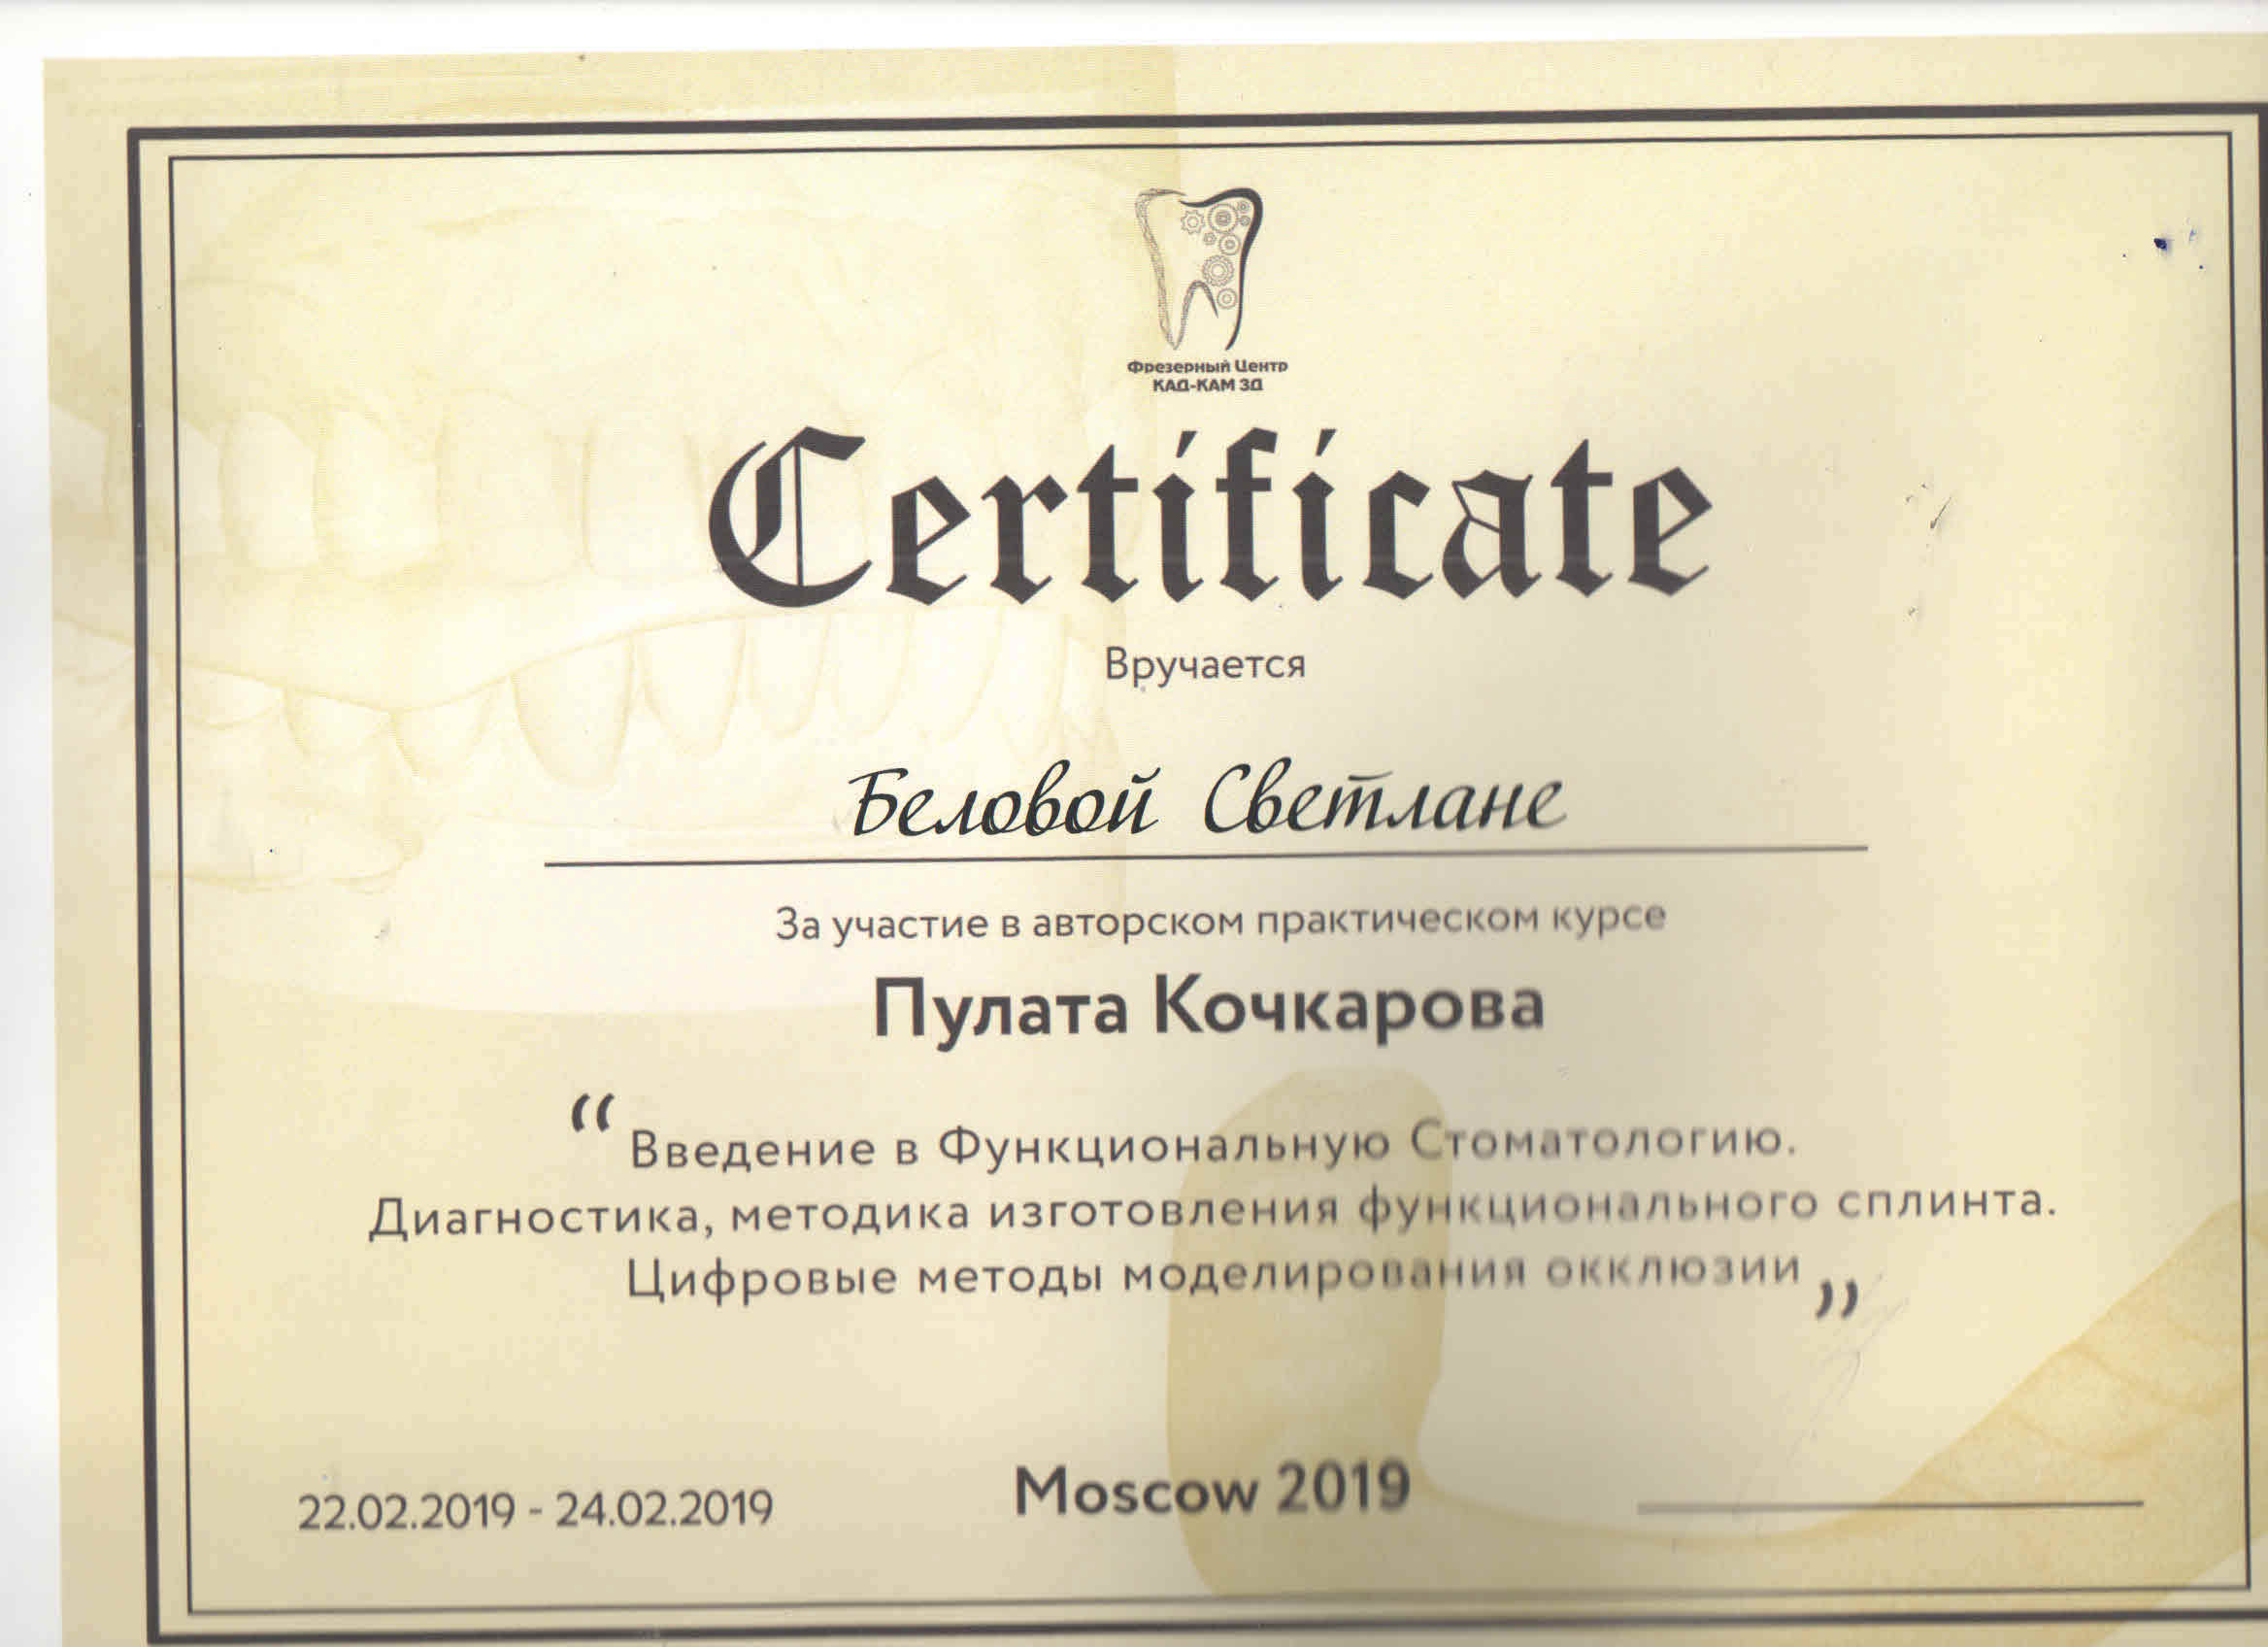 Фрезерный Центр
КАД-КАМ 3Д
Certificate
Вручается
Беловой Светлане
За участие в авторском практическом курсе
Пулата Кочкарова
“Введение в Функциональную Стоматологию.
Диагностика, методика изготовления функционального сплинта.
Цифровые методы моделирования окклюзии”
22.02.2019 - 24.02.2019 Moscow 2019